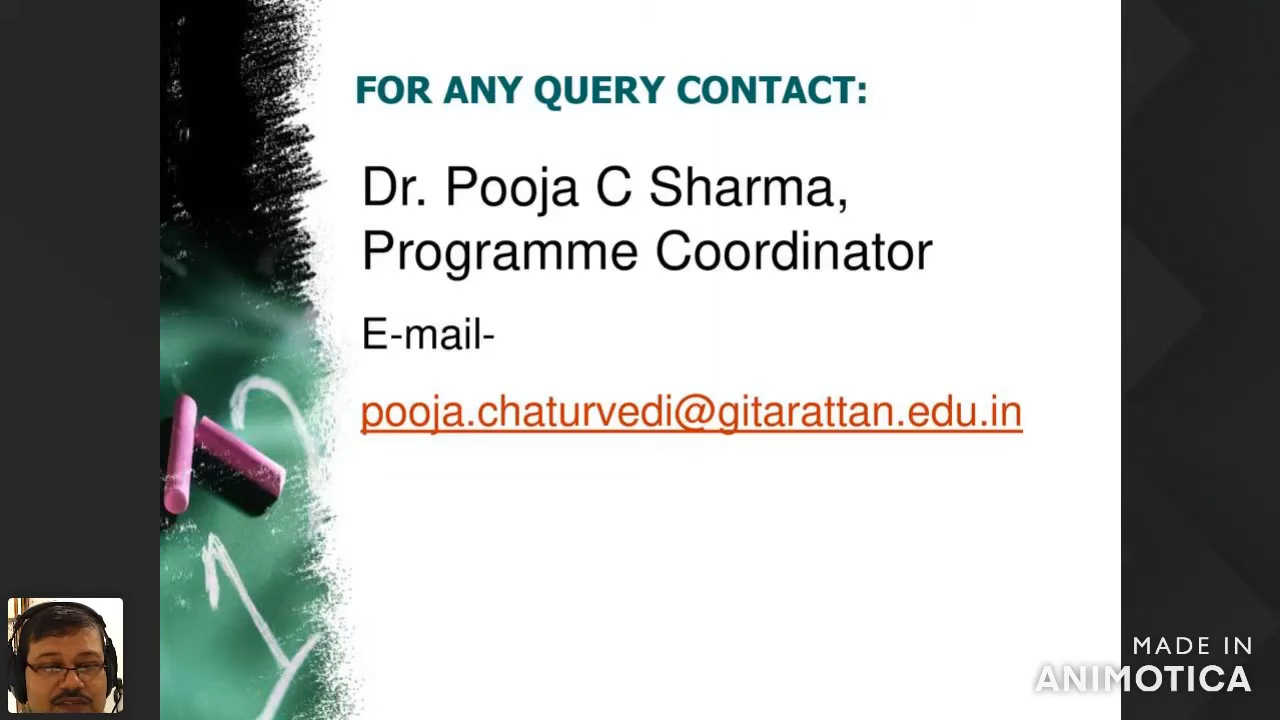 FOR ANY QUERY CONTACT:
Dr. Pooja C Sharma,
Programme Coordinator
E-mail-
pooja.chaturvedi@gitarattan.edu.in
MADE IN
ANIMOTICA